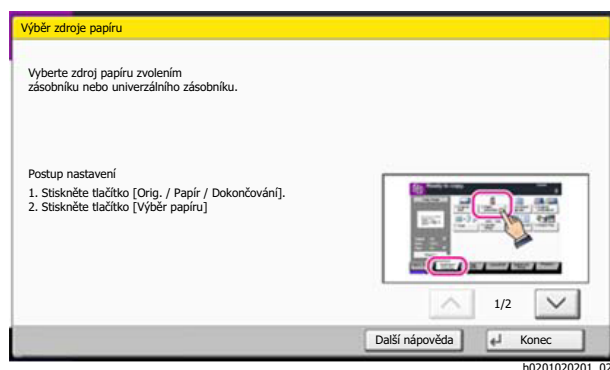 Výběr zdroje papíru
Vyberte zdroj papíru zvolením
zásobníku nebo univerzálního zásobníku.
Postup nastavení
1. Stiskněte tlačítko [Orig. / Papír / Dokončování].
2. Stiskněte tlačítko [Výběr papíru]
1/2
Další nápověda
Konec
b0201020201_02